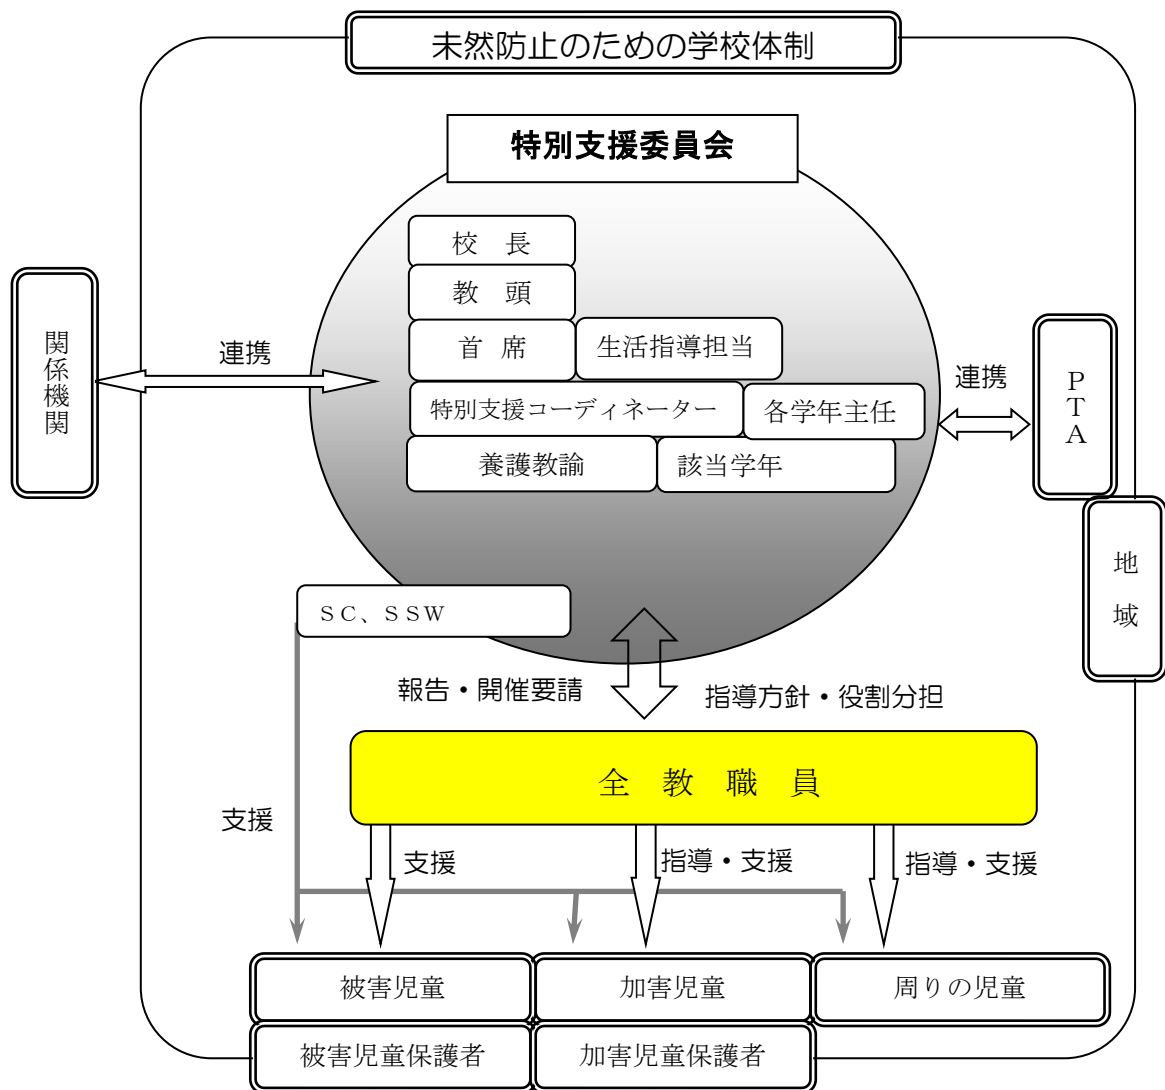 未然防止のための学校体制
特別支援委員会
校　長
教　頭
首 席
生活指導担当
特別支援コーディネーター
各学年主任
養護教諭
該当学年
関係機関
連携
連携
ＰＴＡ
地域
ＳＣ、ＳＳＷ
報告・開催要請
指導方針・役割分担
全　教　職　員
支援
支援
指導・支援
指導・支援
被害児童
加害児童
周りの児童
被害児童保護者
加害児童保護者